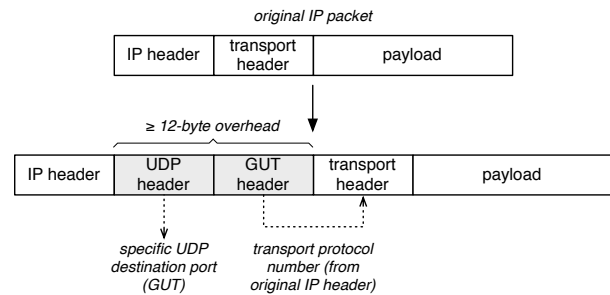 original IP packet
IP header
transport
header
payload
≥ 12-byte overhead
IP header
UDP
header
GUT
header
transport
header
payload
specific UDP
destination port
(GUT)
transport protocol
number (from
original IP header)